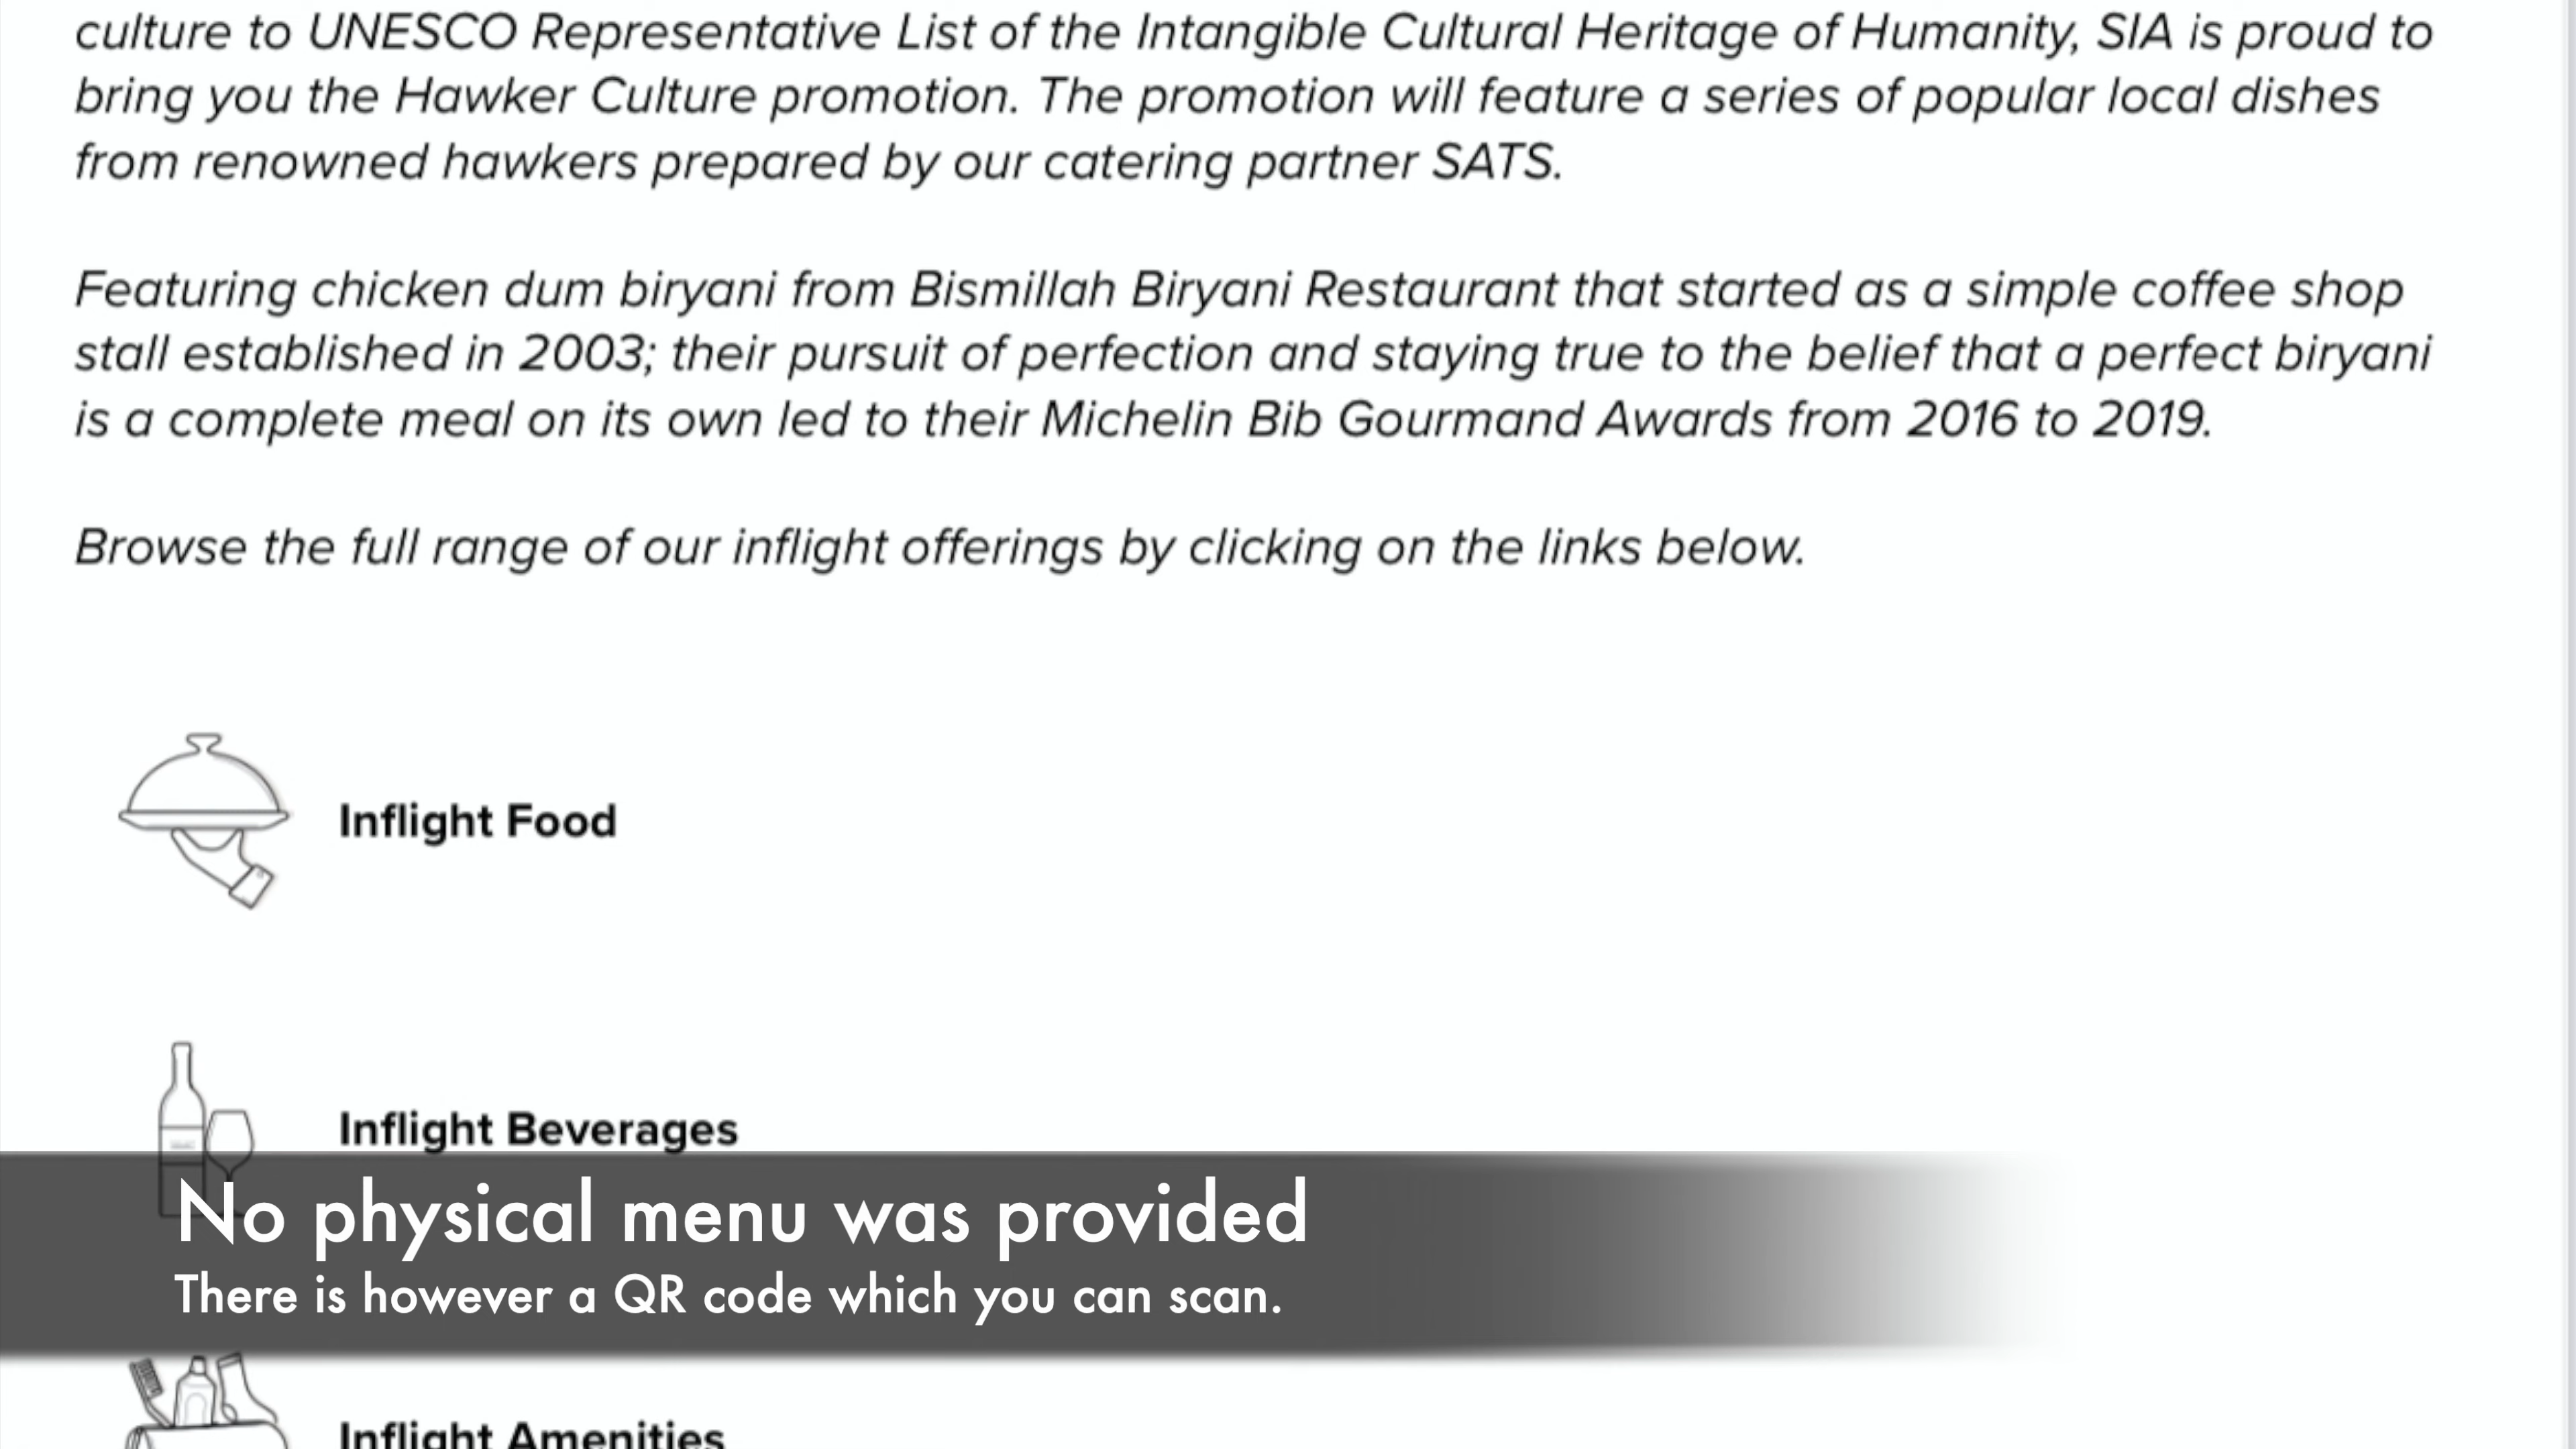 culture to UNESCO Representative List of the Intangible Cultural Heritage of Humanity, SIA is proud to
bring you the Hawker Culture promotion. The promotion will feature a series of popular local dishes
from renowned hawkers prepared by our catering partner SATS.
Featuring chicken dum biryani from Bismillah Biryani Restaurant that started as a simple coffee shop
stall established in 2003; their pursuit of perfection and staying true to the belief that a perfect biryani
is a complete meal on its own led to their Michelin Bib Gourmand Awards from 2016 to 2019.
Browse the full range of our inflight offerings by clicking on the links below.
Inflight Food
Inflight Beverages
No physical menu was provided
There is however a QR code which you can scan.
Inflight Amenities